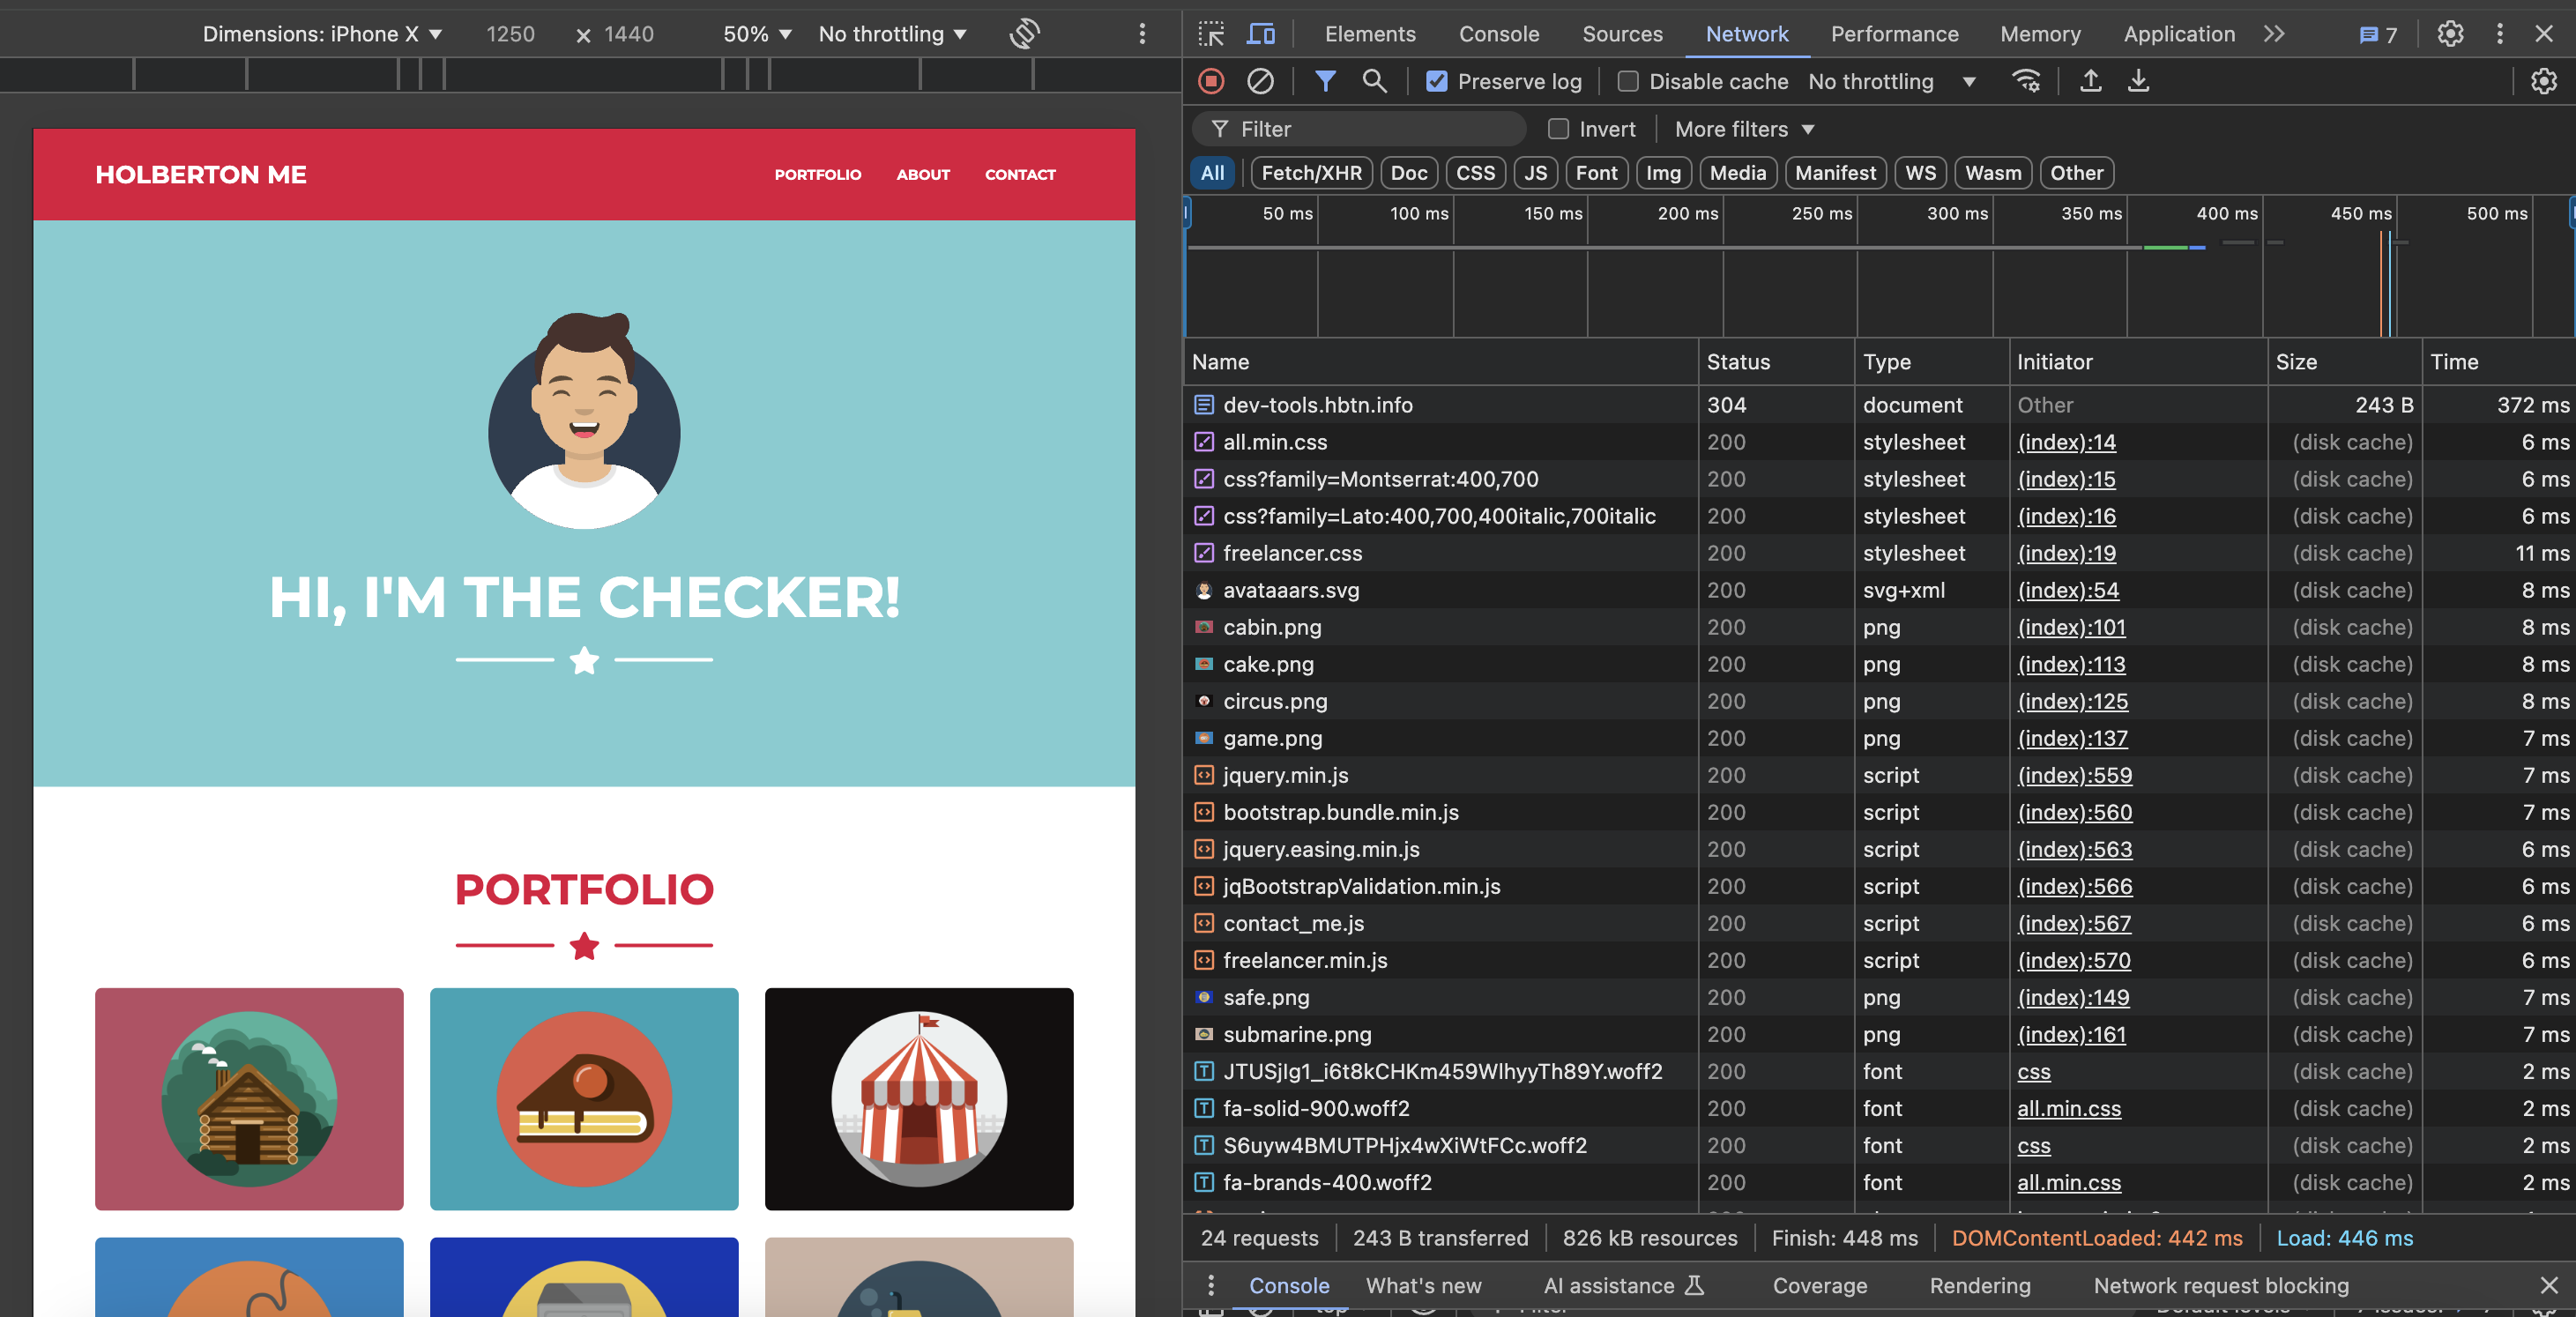 Dimensions: iPhone X ▼ 1250 × 1440 50% ▼ No throttling ▼
Elements Console Sources Network Performance Memory Application 7
Preserve log Disable cache No throttling ▼
Filter Invert More filters ▼
All Fetch/XHR Doc CSS JS Font Img Media Manifest WS Wasm Other
50 ms 100 ms 150 ms 200 ms 250 ms 300 ms 350 ms 400 ms 450 ms 500 ms
HOLBERTON ME PORTFOLIO ABOUT CONTACT
HI, I'M THE CHECKER!
PORTFOLIO
Name Status Type Initiator Size Time
dev-tools.hbtn.info 304 document Other 243 B 372 ms
all.min.css 200 stylesheet (index):14 (disk cache) 6 ms
css?family=Montserrat:400,700 200 stylesheet (index):15 (disk cache) 6 ms
css?family=Lato:400,700,400italic,700italic 200 stylesheet (index):16 (disk cache) 6 ms
freelancer.css 200 stylesheet (index):19 (disk cache) 11 ms
avataaars.svg 200 svg+xml (index):54 (disk cache) 8 ms
cabin.png 200 png (index):101 (disk cache) 8 ms
cake.png 200 png (index):113 (disk cache) 8 ms
circus.png 200 png (index):125 (disk cache) 8 ms
game.png 200 png (index):137 (disk cache) 7 ms
jquery.min.js 200 script (index):559 (disk cache) 7 ms
bootstrap.bundle.min.js 200 script (index):560 (disk cache) 7 ms
jquery.easing.min.js 200 script (index):563 (disk cache) 6 ms
jqBootstrapValidation.min.js 200 script (index):566 (disk cache) 6 ms
contact_me.js 200 script (index):567 (disk cache) 6 ms
freelancer.min.js 200 script (index):570 (disk cache) 6 ms
safe.png 200 png (index):149 (disk cache) 7 ms
submarine.png 200 png (index):161 (disk cache) 7 ms
JTUSjIg1_i6t8kCHKm459WlhyyTh89Y.woff2 200 font css (disk cache) 2 ms
fa-solid-900.woff2 200 font all.min.css (disk cache) 2 ms
S6uyw4BMUTPHjx4wXiWtFCc.woff2 200 font css (disk cache) 2 ms
fa-brands-400.woff2 200 font all.min.css (disk cache) 2 ms
24 requests 243 B transferred 826 kB resources Finish: 448 ms DOMContentLoaded: 442 ms Load: 446 ms
Console What's new AI assistance Coverage Rendering Network request blocking